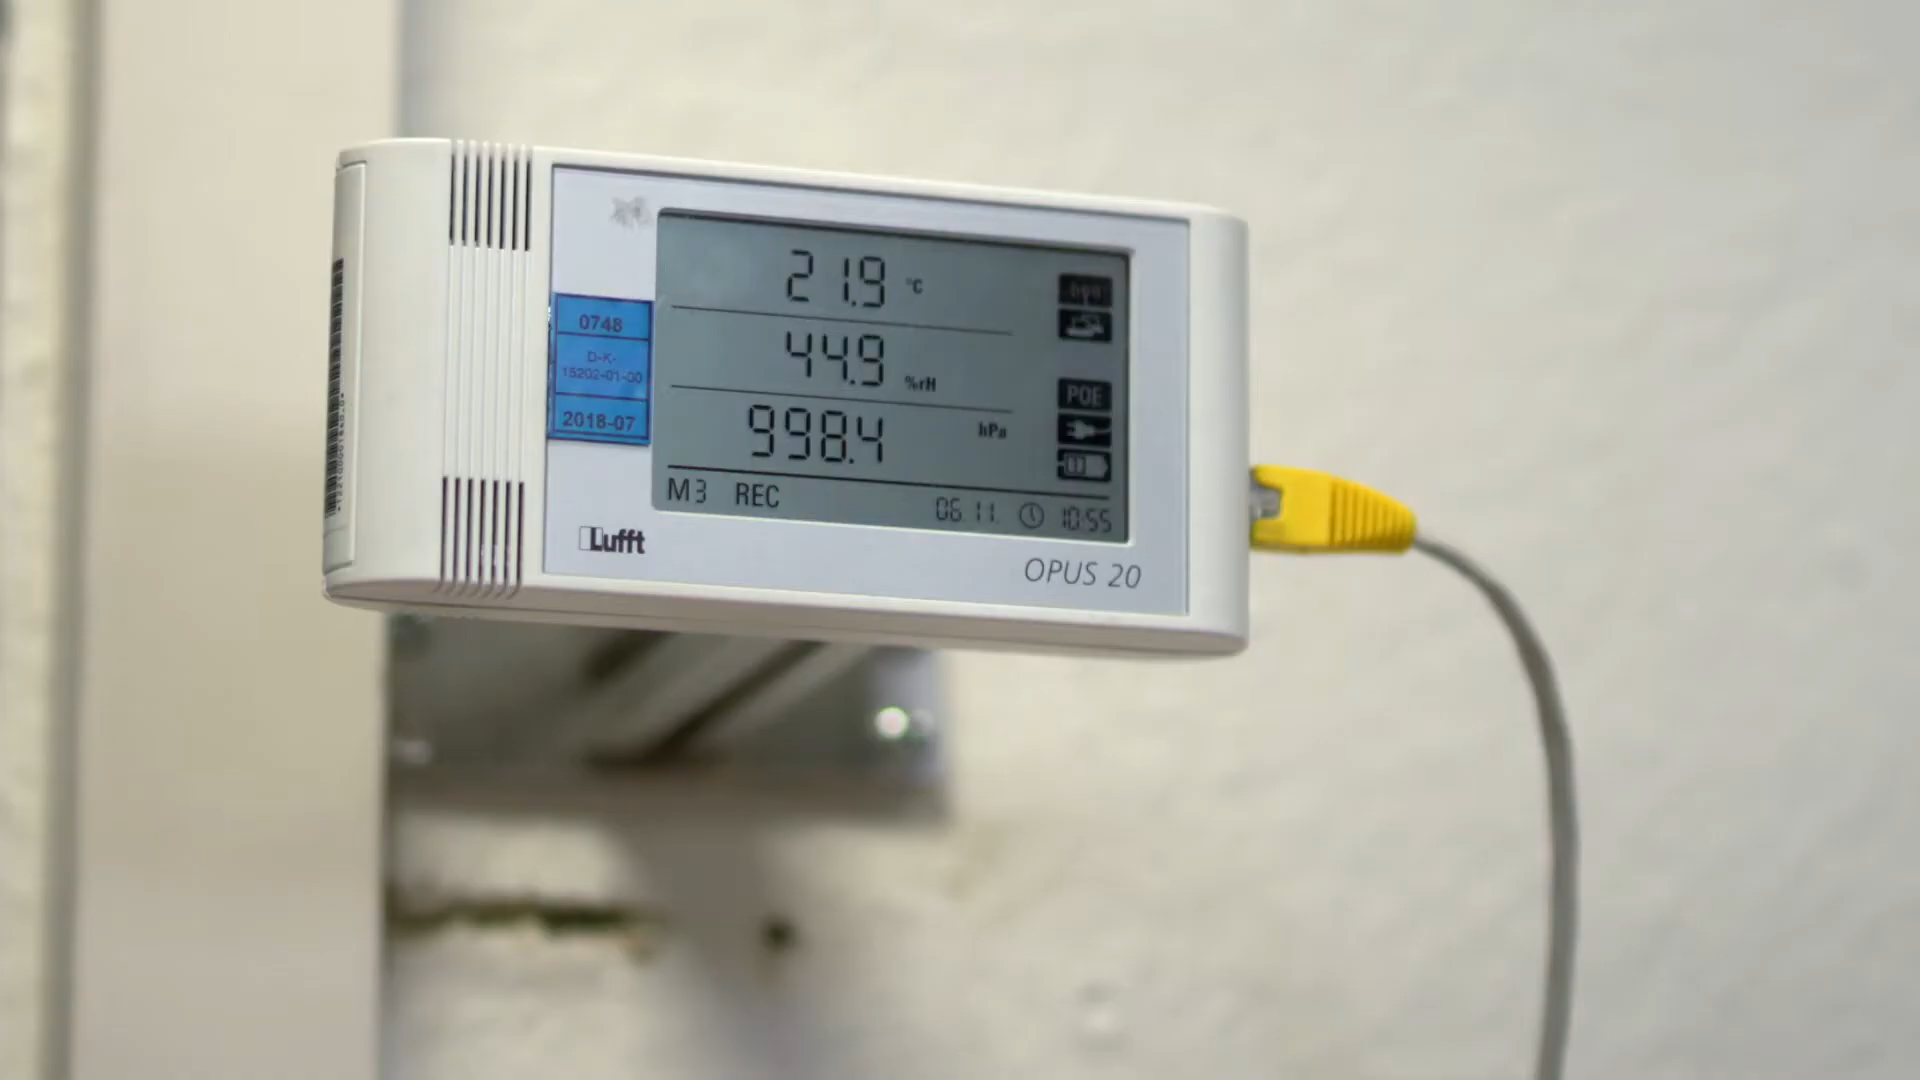 21.9 °C
44.9 %rH
998.4 hPa
M3 REC 06.11. 10:55
POE
0748
D-K-
15202-01-00
2018-07
Lufft
OPUS 20